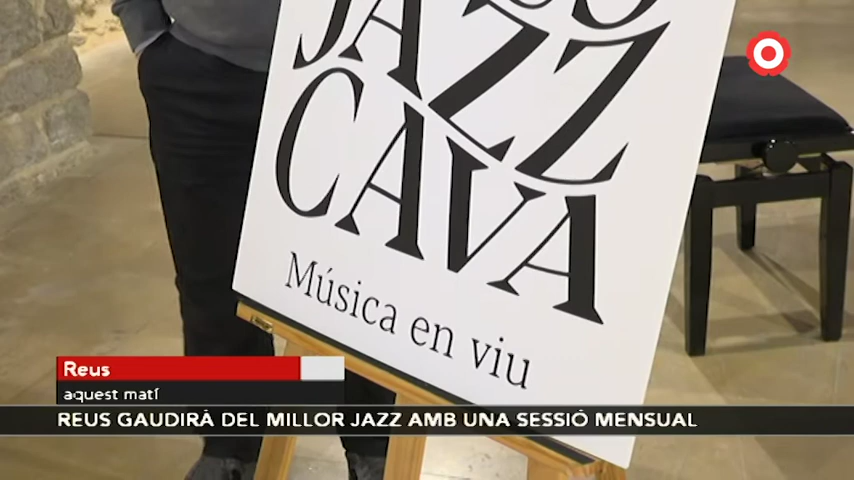 JAZZ
CAVA
Música en viu
Reus
aquest matí
REUS GAUDIRÀ DEL MILLOR JAZZ AMB UNA SESSIÓ MENSUAL